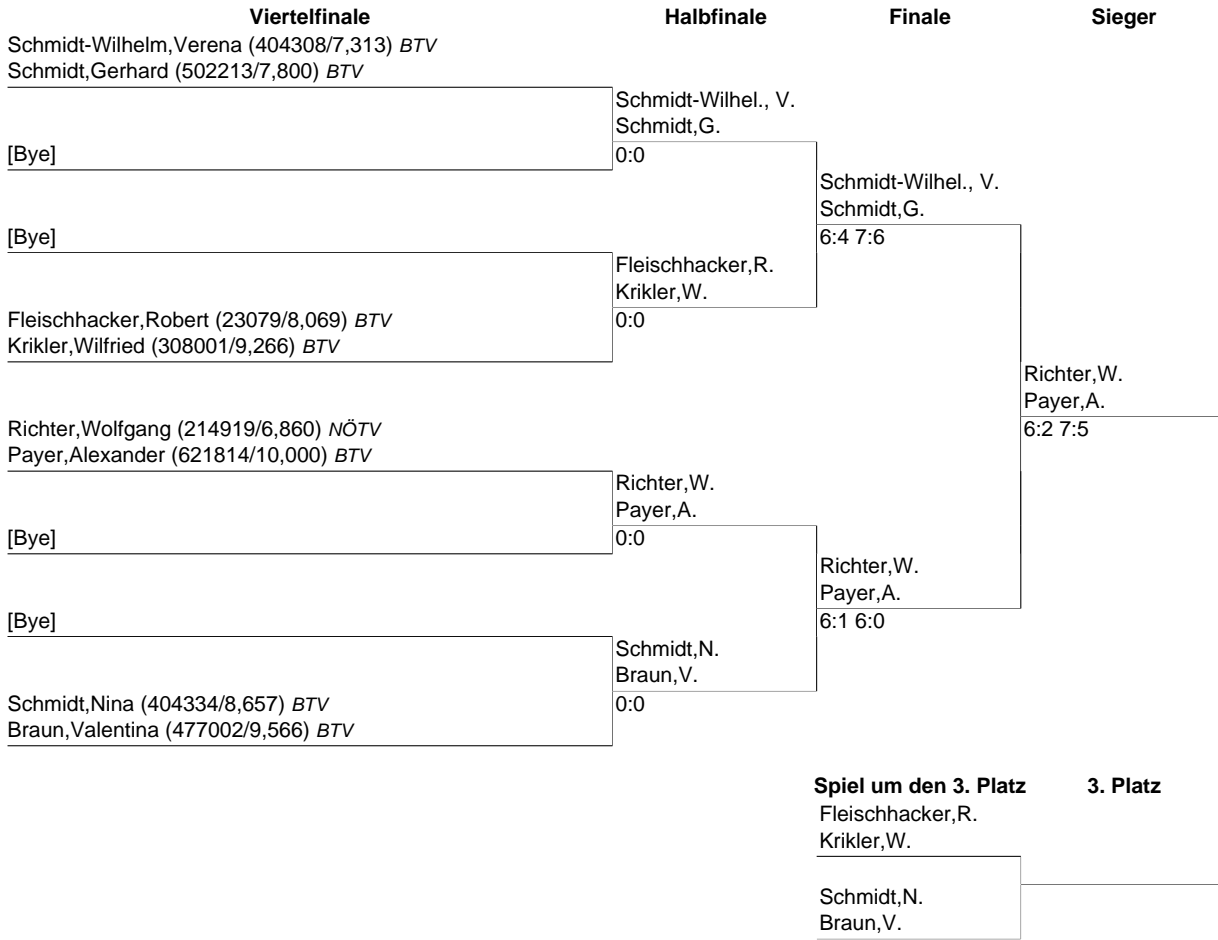 Viertelfinale Halbfinale Finale Sieger
Schmidt-Wilhelm,Verena (404308/7,313) BTV
Schmidt,Gerhard (502213/7,800) BTV
Schmidt-Wilhel., V.
Schmidt,G.
[Bye] 0:0
Schmidt-Wilhel., V.
Schmidt,G.
[Bye] 6:4 7:6
Fleischhacker,R.
Krikler,W.
Fleischhacker,Robert (23079/8,069) BTV 0:0
Krikler,Wilfried (308001/9,266) BTV
Richter,W.
Payer,A.
Richter,Wolfgang (214919/6,860) NÖTV 6:2 7:5
Payer,Alexander (621814/10,000) BTV
Richter,W.
Payer,A.
[Bye] 0:0
Richter,W.
Payer,A.
[Bye] 6:1 6:0
Schmidt,N.
Braun,V.
Schmidt,Nina (404334/8,657) BTV 0:0
Braun,Valentina (477002/9,566) BTV
Spiel um den 3. Platz 3. Platz
Fleischhacker,R.
Krikler,W.
Schmidt,N.
Braun,V.